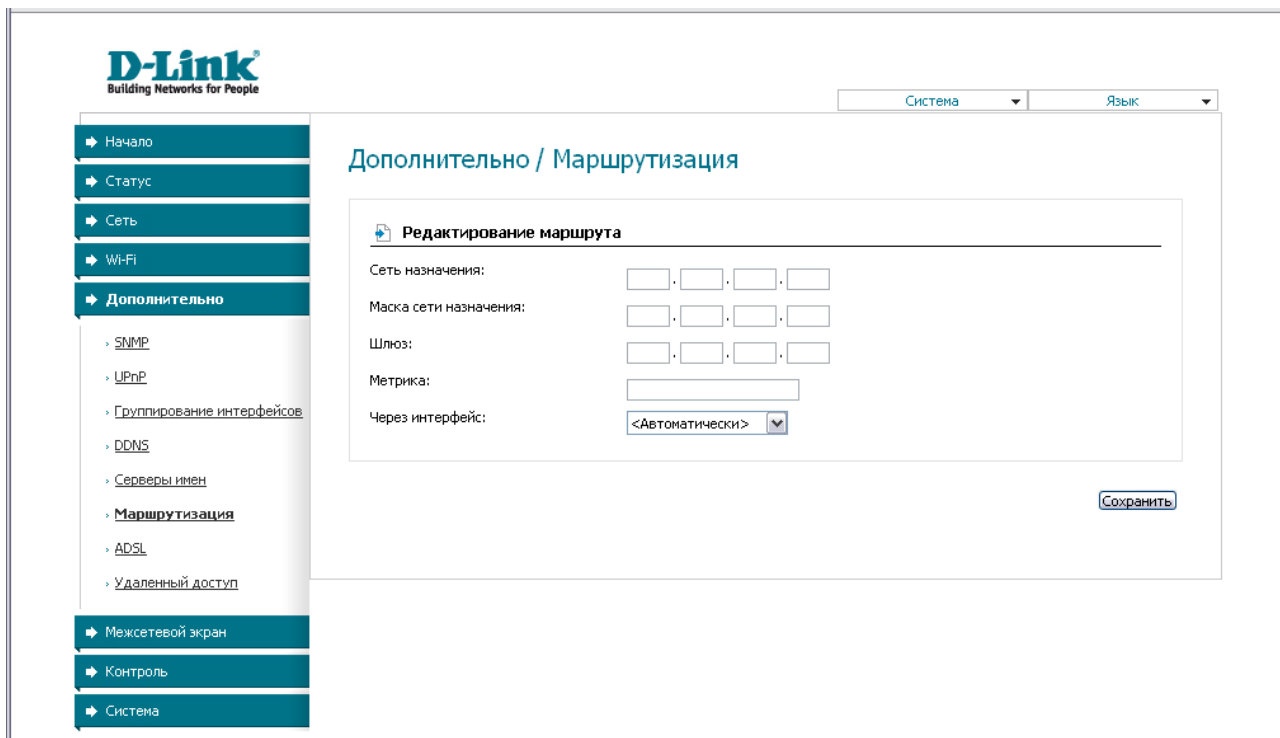 D-Link
Building Networks for People
Система
Язык
Начало
Статус
Сеть
Wi-Fi
Дополнительно
SNMP
UPnP
Группирование интерфейсов
DDNS
Серверы имен
Маршрутизация
ADSL
Удаленный доступ
Межсетевой экран
Контроль
Система
Дополнительно / Маршрутизация
Редактирование маршрута
Сеть назначения:
. . .
Маска сети назначения:
. . .
Шлюз:
. . .
Метрика:
Через интерфейс:
<Автоматически>
Сохранить